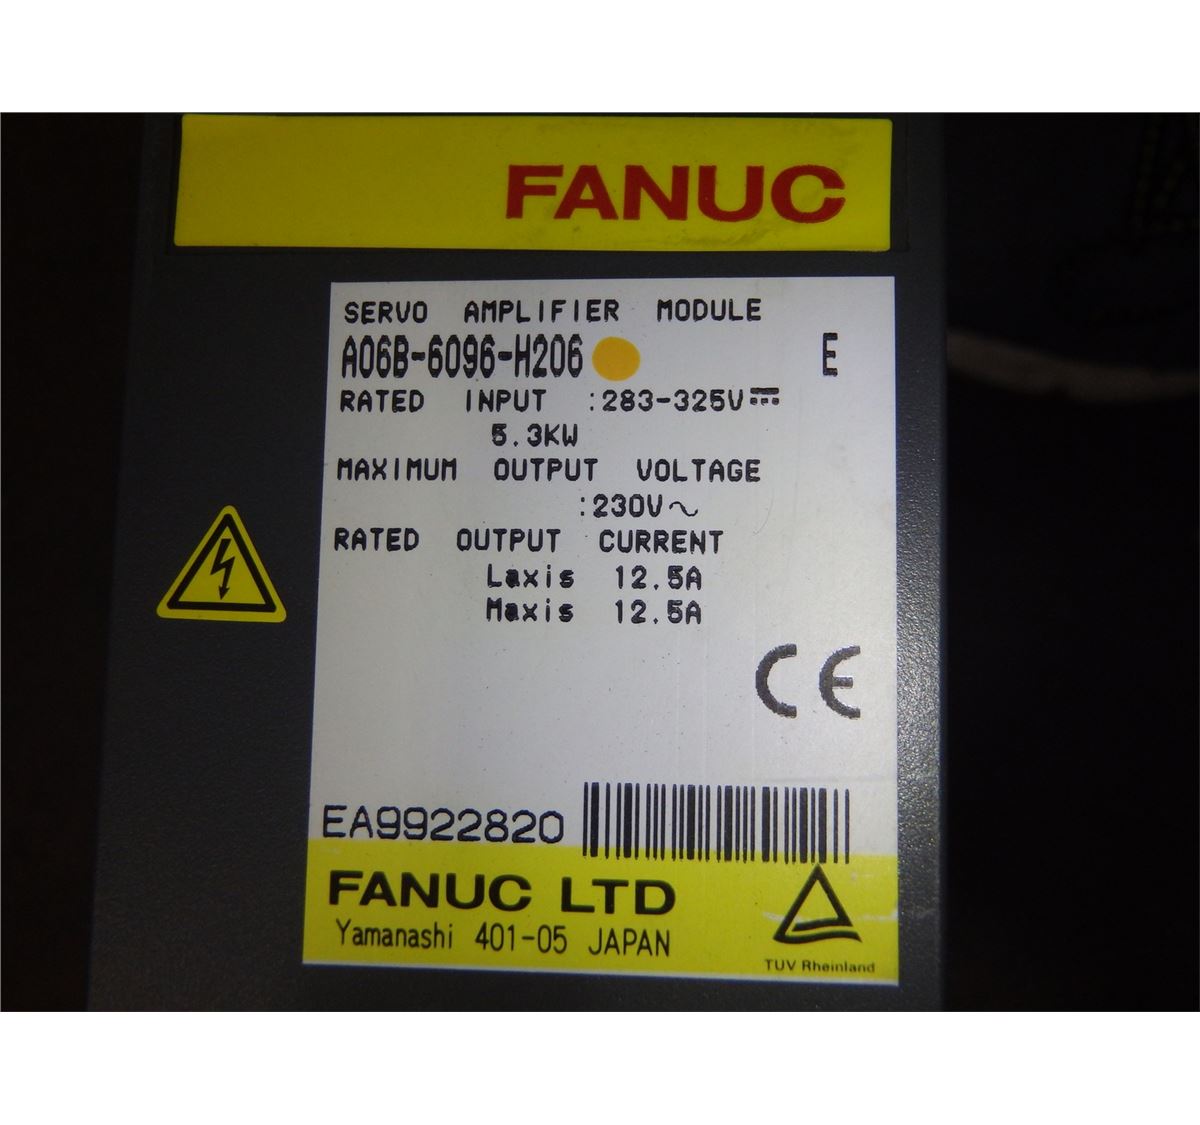 FANUC
SERVO AMPLIFIER MODULE
A06B-6096-H206 E
RATED INPUT :283-325V⎓
5.3KW
MAXIMUM OUTPUT VOLTAGE
:230V~
RATED OUTPUT CURRENT
Laxis 12.5A
Maxis 12.5A
CE
EA9922820
FANUC LTD
Yamanashi 401-05 JAPAN
TUV Rheinland